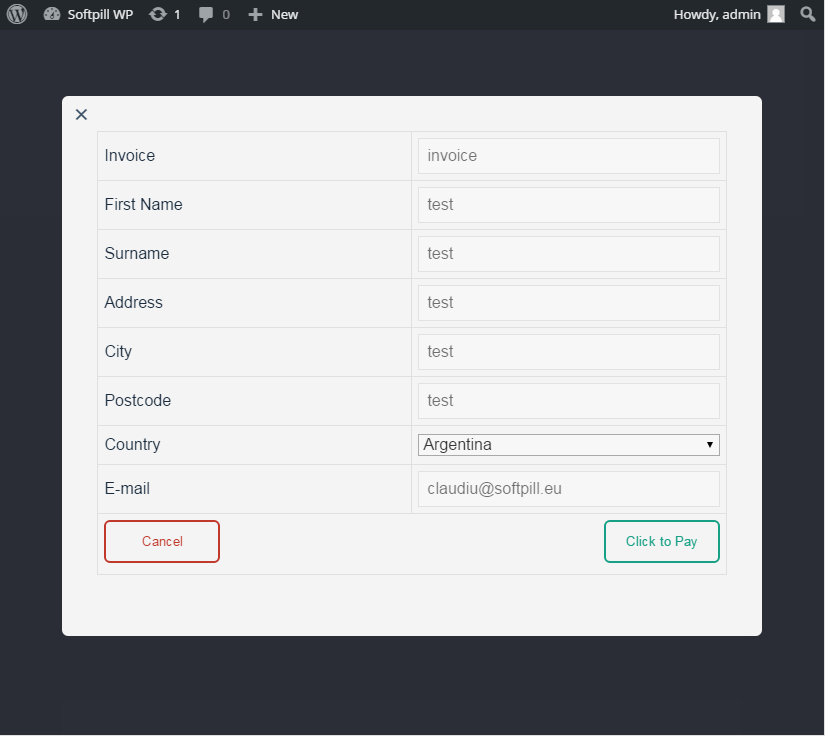 Softpill WP 1 0 New Howdy, admin
Invoice invoice
First Name test
Surname test
Address test
City test
Postcode test
Country Argentina
E-mail claudiu@softpill.eu
Cancel Click to Pay